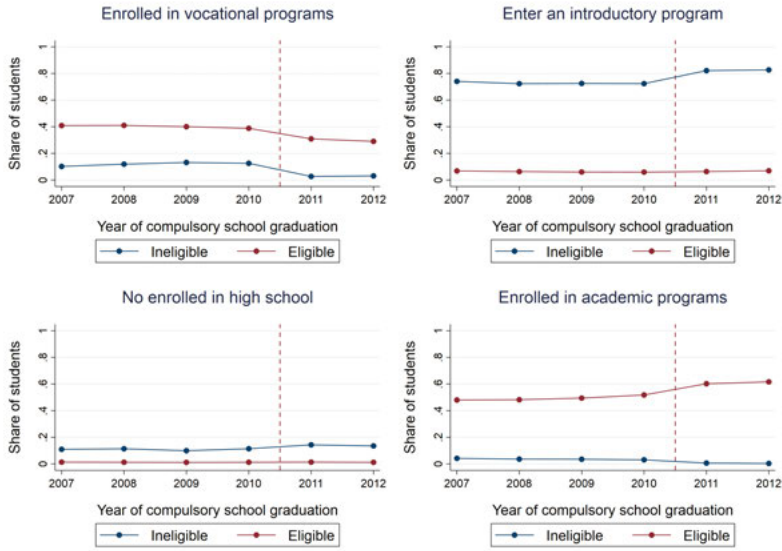 Enrolled in vocational programs
Share of students
1
.8
.6
.4
.2
0
2007 2008 2009 2010 2011 2012
Year of compulsory school graduation
Ineligible Eligible
Enter an introductory program
Share of students
1
.8
.6
.4
.2
0
2007 2008 2009 2010 2011 2012
Year of compulsory school graduation
Ineligible Eligible
No enrolled in high school
Share of students
1
.8
.6
.4
.2
0
2007 2008 2009 2010 2011 2012
Year of compulsory school graduation
Ineligible Eligible
Enrolled in academic programs
Share of students
1
.8
.6
.4
.2
0
2007 2008 2009 2010 2011 2012
Year of compulsory school graduation
Ineligible Eligible